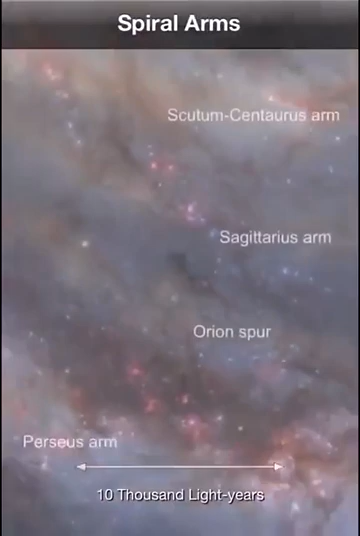 Spiral Arms
Scutum-Centaurus arm
Sagittarius arm
Orion spur
Perseus arm
10 Thousand Light-years